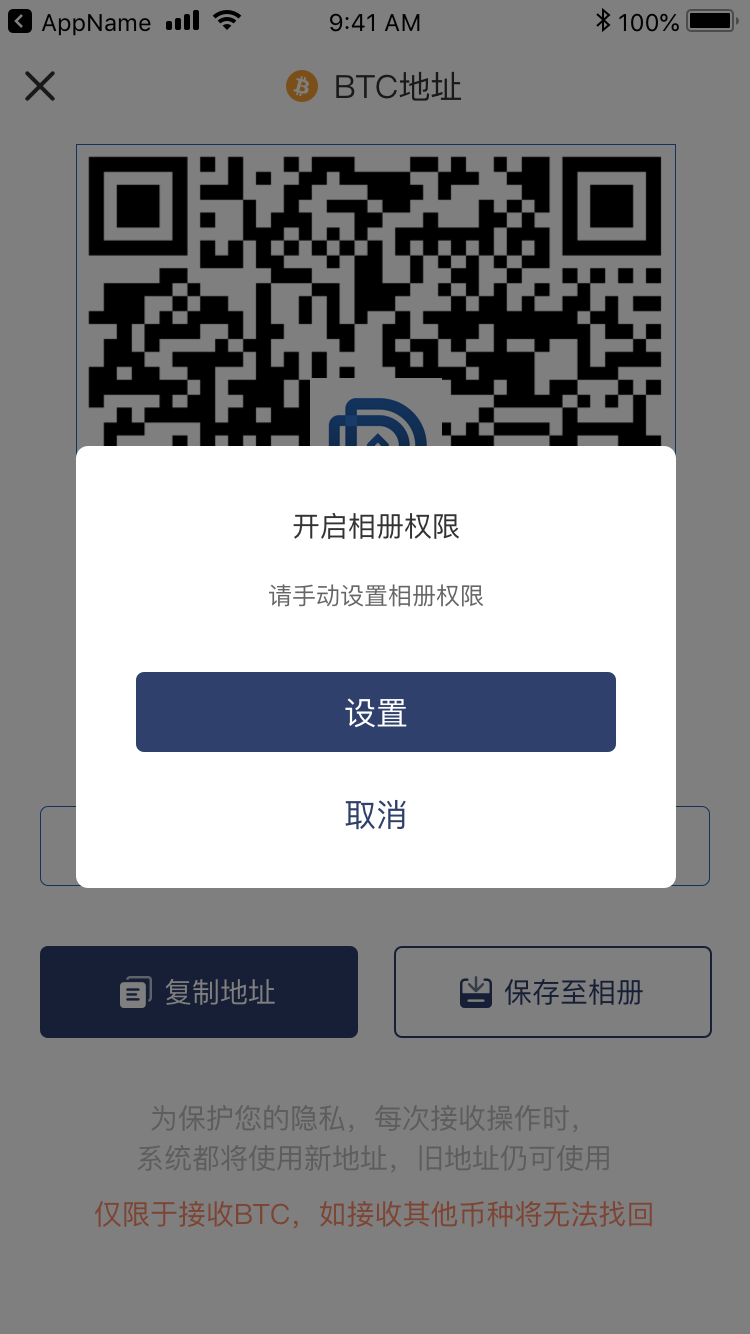 AppName
9:41 AM
100%
BTC地址
开启相册权限
请手动设置相册权限
设置
取消
复制地址
保存至相册
为保护您的隐私，每次接收操作时，
系统都将使用新地址，旧地址仍可使用
仅限于接收BTC，如接收其他币种将无法找回